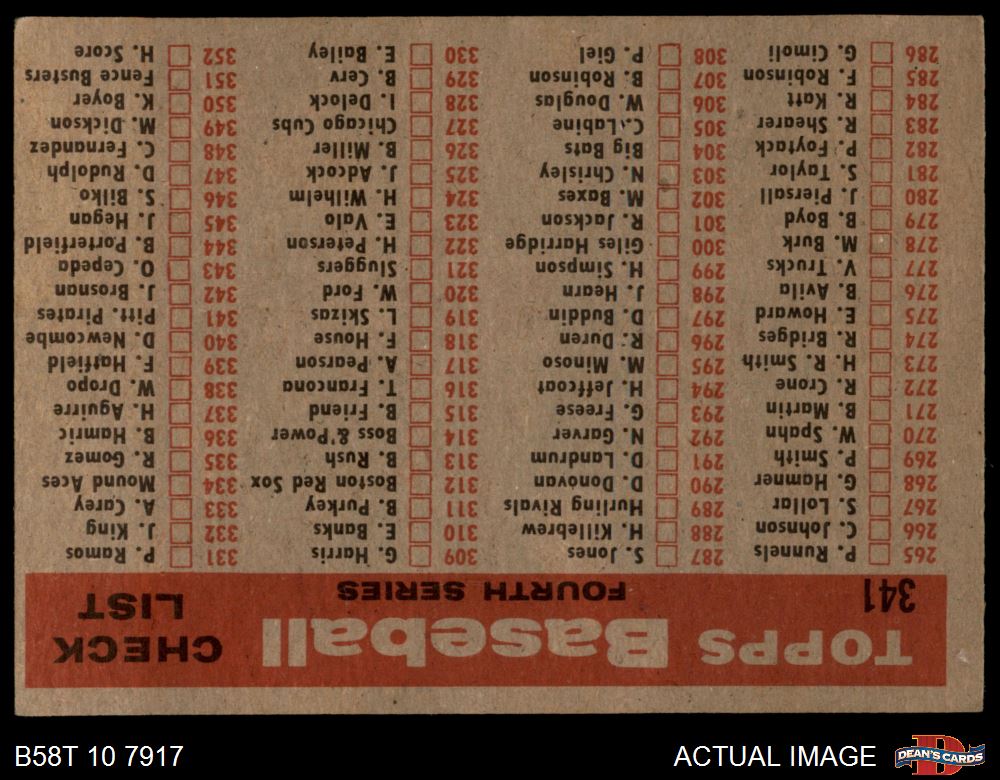 TOPPS Baseball CHECK LIST
341 FOURTH SERIES
265 P. Runnels
266 C. Johnson
267 S. Lollar
268 G. Hamner
269 P. Smith
270 W. Spahn
271 B. Martin
272 R. Crone
273 H. R. Smith
274 R. Bridges
275 E. Howard
276 B. Avila
277 V. Trucks
278 M. Burk
279 B. Boyd
280 J. Piersall
281 S. Taylor
282 P. Foytack
283 R. Shearer
284 R. Katt
285 F. Robinson
286 G. Cimoli
287 S. Jones
288 H. Killebrew
289 Hurling Rivals
290 D. Donovan
291 D. Landrum
292 N. Garver
293 G. Freese
294 H. Jeffcoat
295 M. Minoso
296 R. Duren
297 D. Buddin
298 J. Hearn
299 H. Simpson
300 Giles Harridge
301 R. Jackson
302 M. Baxes
303 N. Chrisley
304 Big Bats
305 C. Labine
306 W. Douglas
307 B. Robinson
308 P. Giel
309 G. Harris
310 E. Banks
311 B. Purkey
312 Boston Red Sox
313 B. Rush
314 Boss & Power
315 B. Friend
316 T. Francona
317 A. Pearson
318 F. House
319 L. Skizas
320 W. Ford
321 Sluggers
322 H. Peterson
323 E. Valo
324 H. Wilhelm
325 J. Adcock
326 B. Miller
327 Chicago Cubs
328 I. Delock
329 B. Cerv
330 E. Bailey
331 P. Ramos
332 J. King
333 A. Carey
334 Mound Aces
335 R. Gomez
336 B. Hamric
337 H. Aguirre
338 W. Dropo
339 F. Hatfield
340 D. Newcombe
341 Pitt. Pirates
342 J. Brosnan
343 O. Cepeda
344 B. Porterfield
345 J. Hegan
346 S. Bilko
347 D. Rudolph
348 C. Fernandez
349 M. Dickson
350 K. Boyer
351 Fence Busters
352 H. Score
B58T 10 7917 ACTUAL IMAGE DEAN'S CARDS